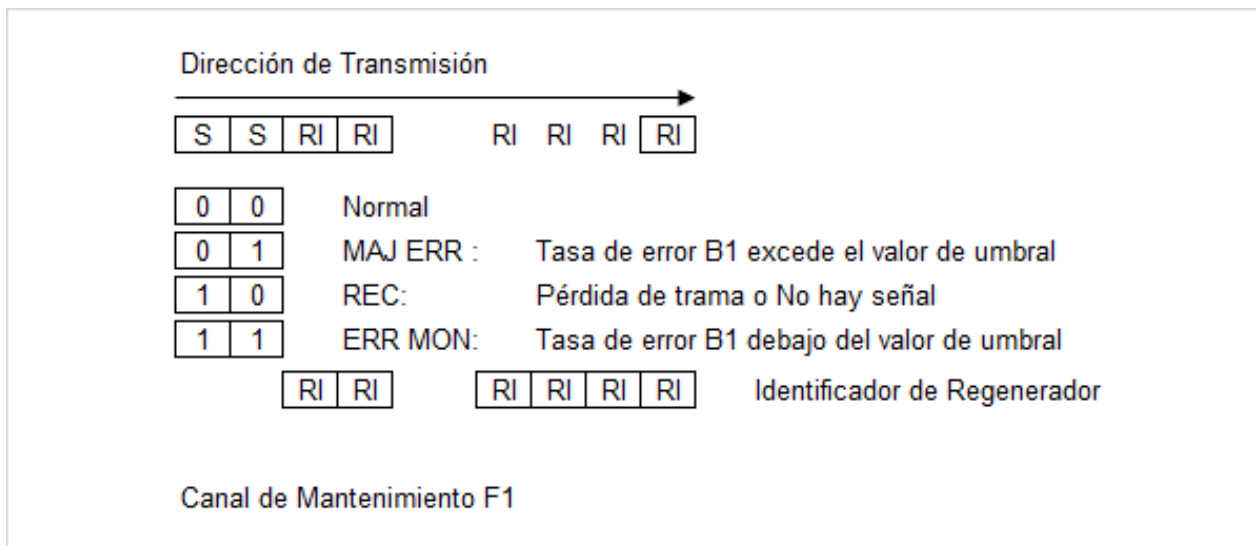 Dirección de Transmisión
S S RI RI RI RI RI RI
0 0 Normal
0 1 MAJ ERR : Tasa de error B1 excede el valor de umbral
1 0 REC: Pérdida de trama o No hay señal
1 1 ERR MON: Tasa de error B1 debajo del valor de umbral
RI RI RI RI RI RI Identificador de Regenerador
Canal de Mantenimiento F1